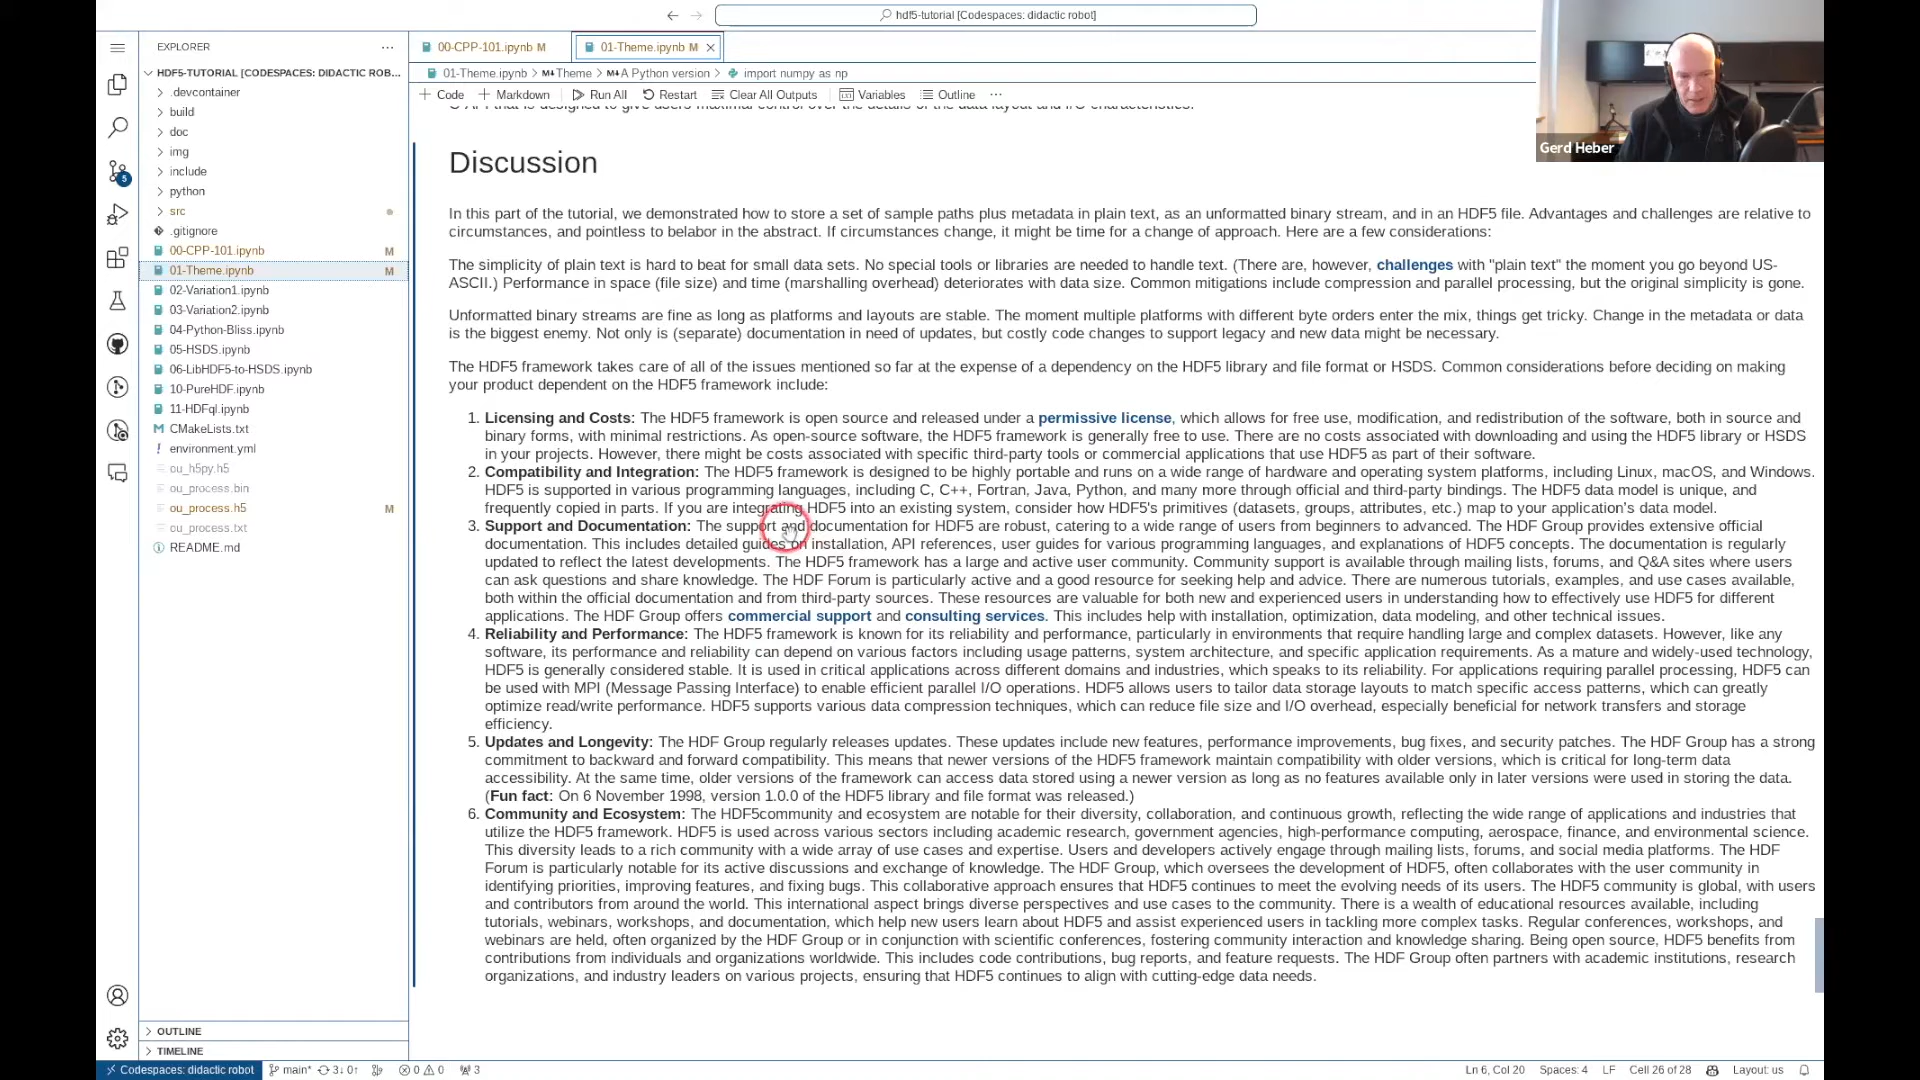 hdf5-tutorial [Codespaces: didactic robot]
EXPLORER
00-CPP-101.ipynb M
01-Theme.ipynb M
HDF5-TUTORIAL [CODESPACES: DIDACTIC ROB...
01-Theme.ipynb > M↓Theme > M↓A Python version > import numpy as np
Code Markdown Run All Restart Clear All Outputs Variables Outline ...
C API that is designed to give users maximal control over the details of the data layout and I/O characteristics.
Gerd Heber
.devcontainer
build
doc
img
include
python
src
.gitignore
00-CPP-101.ipynb M
01-Theme.ipynb M
02-Variation1.ipynb
03-Variation2.ipynb
04-Python-Bliss.ipynb
05-HSDS.ipynb
06-LibHDF5-to-HSDS.ipynb
10-PureHDF.ipynb
11-HDFql.ipynb
CMakeLists.txt
environment.yml
ou_h5py.h5
ou_process.bin
ou_process.h5 M
ou_process.txt
README.md
5
Discussion
In this part of the tutorial, we demonstrated how to store a set of sample paths plus metadata in plain text, as an unformatted binary stream, and in an HDF5 file. Advantages and challenges are relative to
circumstances, and pointless to belabor in the abstract. If circumstances change, it might be time for a change of approach. Here are a few considerations:
The simplicity of plain text is hard to beat for small data sets. No special tools or libraries are needed to handle text. (There are, however, challenges with "plain text" the moment you go beyond US-
ASCII.) Performance in space (file size) and time (marshalling overhead) deteriorates with data size. Common mitigations include compression and parallel processing, but the original simplicity is gone.
Unformatted binary streams are fine as long as platforms and layouts are stable. The moment multiple platforms with different byte orders enter the mix, things get tricky. Change in the metadata or data
is the biggest enemy. Not only is (separate) documentation in need of updates, but costly code changes to support legacy and new data might be necessary.
The HDF5 framework takes care of all of the issues mentioned so far at the expense of a dependency on the HDF5 library and file format or HSDS. Common considerations before deciding on making
your product dependent on the HDF5 framework include:
1. Licensing and Costs: The HDF5 framework is open source and released under a permissive license, which allows for free use, modification, and redistribution of the software, both in source and
binary forms, with minimal restrictions. As open-source software, the HDF5 framework is generally free to use. There are no costs associated with downloading and using the HDF5 library or HSDS
in your projects. However, there might be costs associated with specific third-party tools or commercial applications that use HDF5 as part of their software.
2. Compatibility and Integration: The HDF5 framework is designed to be highly portable and runs on a wide range of hardware and operating system platforms, including Linux, macOS, and Windows.
HDF5 is supported in various programming languages, including C, C++, Fortran, Java, Python, and many more through official and third-party bindings. The HDF5 data model is unique, and
frequently copied in parts. If you are integrating HDF5 into an existing system, consider how HDF5's primitives (datasets, groups, attributes, etc.) map to your application's data model.
3. Support and Documentation: The support and documentation for HDF5 are robust, catering to a wide range of users from beginners to advanced. The HDF Group provides extensive official
documentation. This includes detailed guides on installation, API references, user guides for various programming languages, and explanations of HDF5 concepts. The documentation is regularly
updated to reflect the latest developments. The HDF5 framework has a large and active user community. Community support is available through mailing lists, forums, and Q&A sites where users
can ask questions and share knowledge. The HDF Forum is particularly active and a good resource for seeking help and advice. There are numerous tutorials, examples, and use cases available,
both within the official documentation and from third-party sources. These resources are valuable for both new and experienced users in understanding how to effectively use HDF5 for different
applications. The HDF Group offers commercial support and consulting services. This includes help with installation, optimization, data modeling, and other technical issues.
4. Reliability and Performance: The HDF5 framework is known for its reliability and performance, particularly in environments that require handling large and complex datasets. However, like any
software, its performance and reliability can depend on various factors including usage patterns, system architecture, and specific application requirements. As a mature and widely-used technology,
HDF5 is generally considered stable. It is used in critical applications across different domains and industries, which speaks to its reliability. For applications requiring parallel processing, HDF5 can
be used with MPI (Message Passing Interface) to enable efficient parallel I/O operations. HDF5 allows users to tailor data storage layouts to match specific access patterns, which can greatly
optimize read/write performance. HDF5 supports various data compression techniques, which can reduce file size and I/O overhead, especially beneficial for network transfers and storage
efficiency.
5. Updates and Longevity: The HDF Group regularly releases updates. These updates include new features, performance improvements, bug fixes, and security patches. The HDF Group has a strong
commitment to backward and forward compatibility. This means that newer versions of the HDF5 framework maintain compatibility with older versions, which is critical for long-term data
accessibility. At the same time, older versions of the framework can access data stored using a newer version as long as no features available only in later versions were used in storing the data.
(Fun fact: On 6 November 1998, version 1.0.0 of the HDF5 library and file format was released.)
6. Community and Ecosystem: The HDF5community and ecosystem are notable for their diversity, collaboration, and continuous growth, reflecting the wide range of applications and industries that
utilize the HDF5 framework. HDF5 is used across various sectors including academic research, government agencies, high-performance computing, aerospace, finance, and environmental science.
This diversity leads to a rich community with a wide array of use cases and expertise. Users and developers actively engage through mailing lists, forums, and social media platforms. The HDF
Forum is particularly notable for its active discussions and exchange of knowledge. The HDF Group, which oversees the development of HDF5, often collaborates with the user community in
identifying priorities, improving features, and fixing bugs. This collaborative approach ensures that HDF5 continues to meet the evolving needs of its users. The HDF5 community is global, with users
and contributors from around the world. This international aspect brings diverse perspectives and use cases to the community. There is a wealth of educational resources available, including
tutorials, webinars, workshops, and documentation, which help new users learn about HDF5 and assist experienced users in tackling more complex tasks. Regular conferences, workshops, and
webinars are held, often organized by the HDF Group or in conjunction with scientific conferences, fostering community interaction and knowledge sharing. Being open source, HDF5 benefits from
contributions from individuals and organizations worldwide. This includes code contributions, bug reports, and feature requests. The HDF Group often partners with academic institutions, research
organizations, and industry leaders on various projects, ensuring that HDF5 continues to align with cutting-edge data needs.
OUTLINE
TIMELINE
Codespaces: didactic robot main* 3↓ 0↑ 0 0 3
Ln 6, Col 20 Spaces: 4 LF Cell 26 of 28 Layout: us